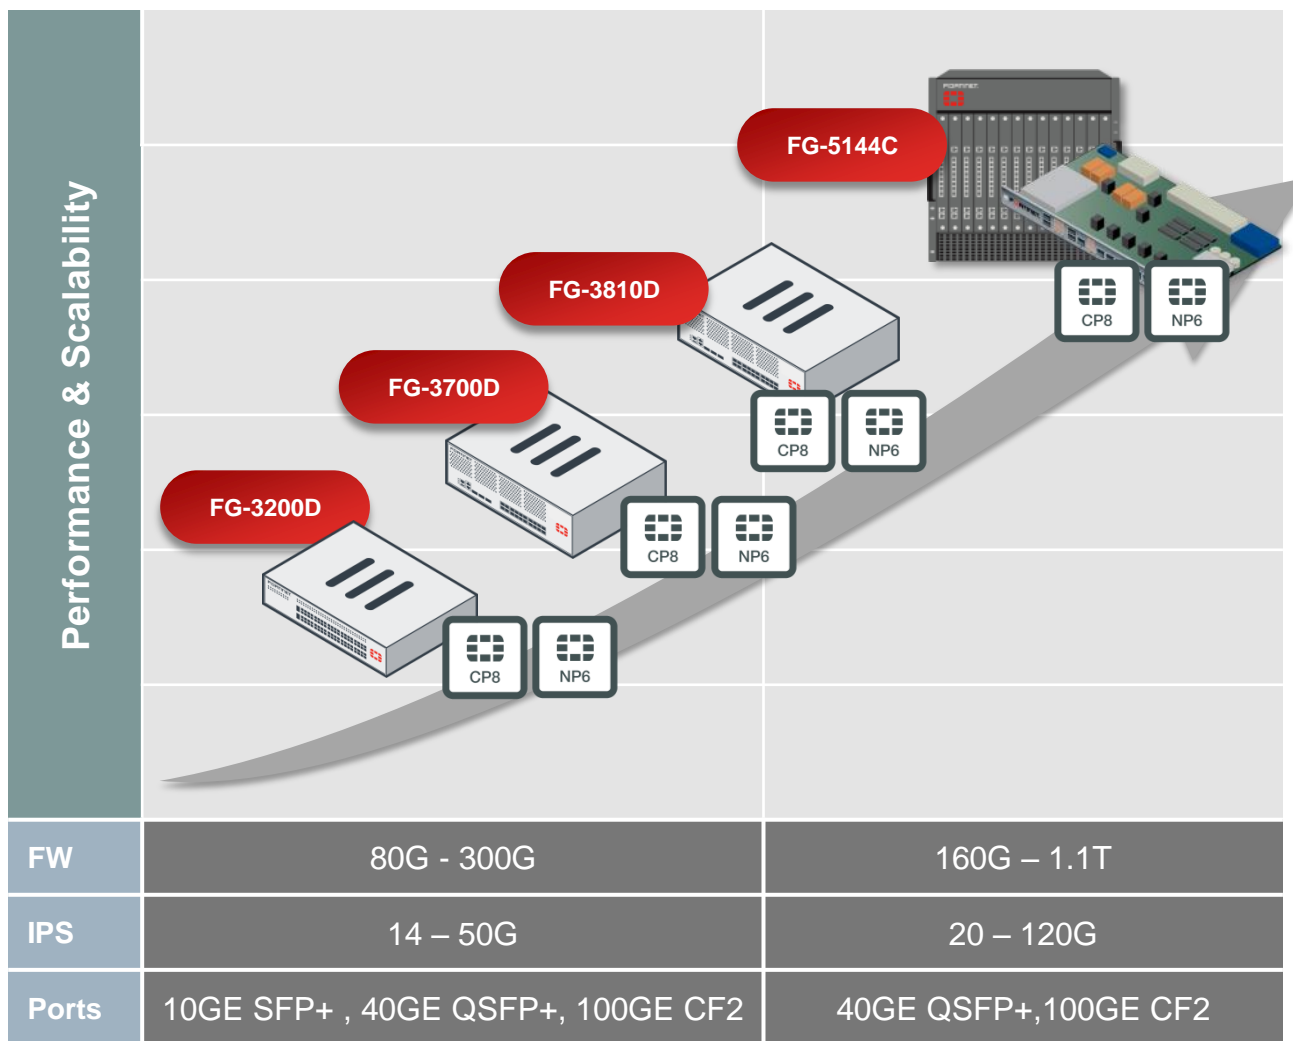 Performance & Scalability
FORTINET
FG-5144C
FG-3810D
CP8 NP6
FG-3700D
CP8 NP6
FG-3200D
CP8 NP6
CP8 NP6
FW 80G - 300G 160G – 1.1T
IPS 14 – 50G 20 – 120G
Ports 10GE SFP+ , 40GE QSFP+, 100GE CF2 40GE QSFP+,100GE CF2